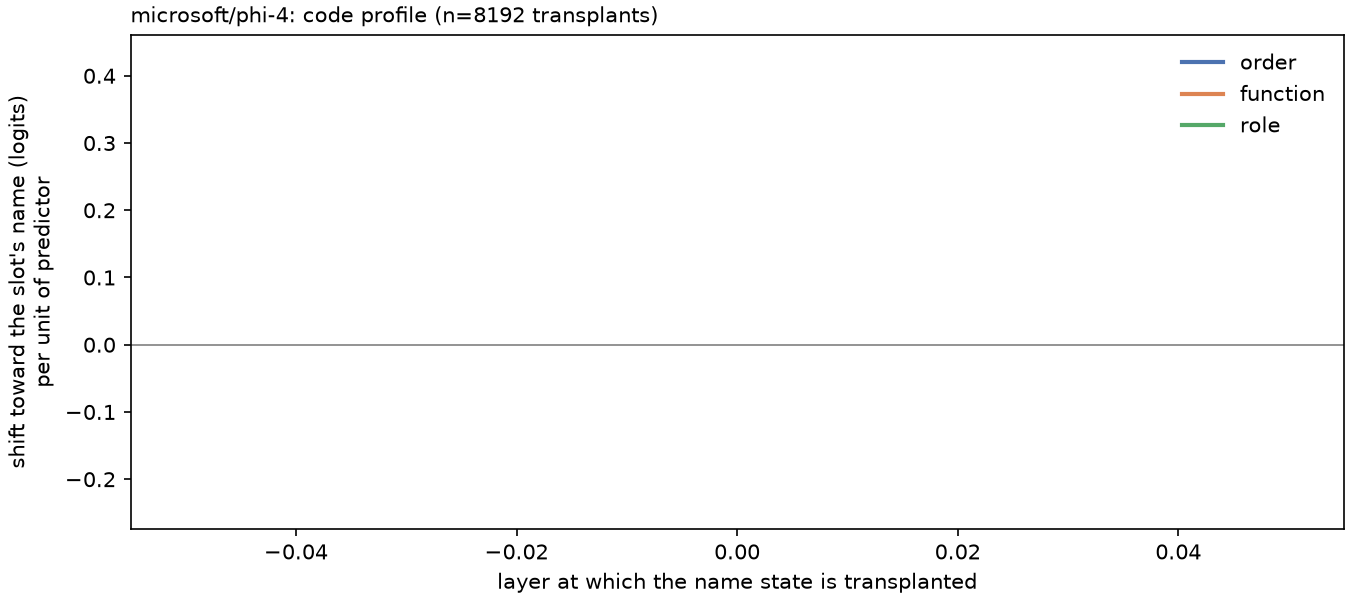 microsoft/phi-4: code profile (n=8192 transplants)
order
function
role
shift toward the slot's name (logits)
per unit of predictor
0.4
0.3
0.2
0.1
0.0
−0.1
−0.2
−0.04
−0.02
0.00
0.02
0.04
layer at which the name state is transplanted